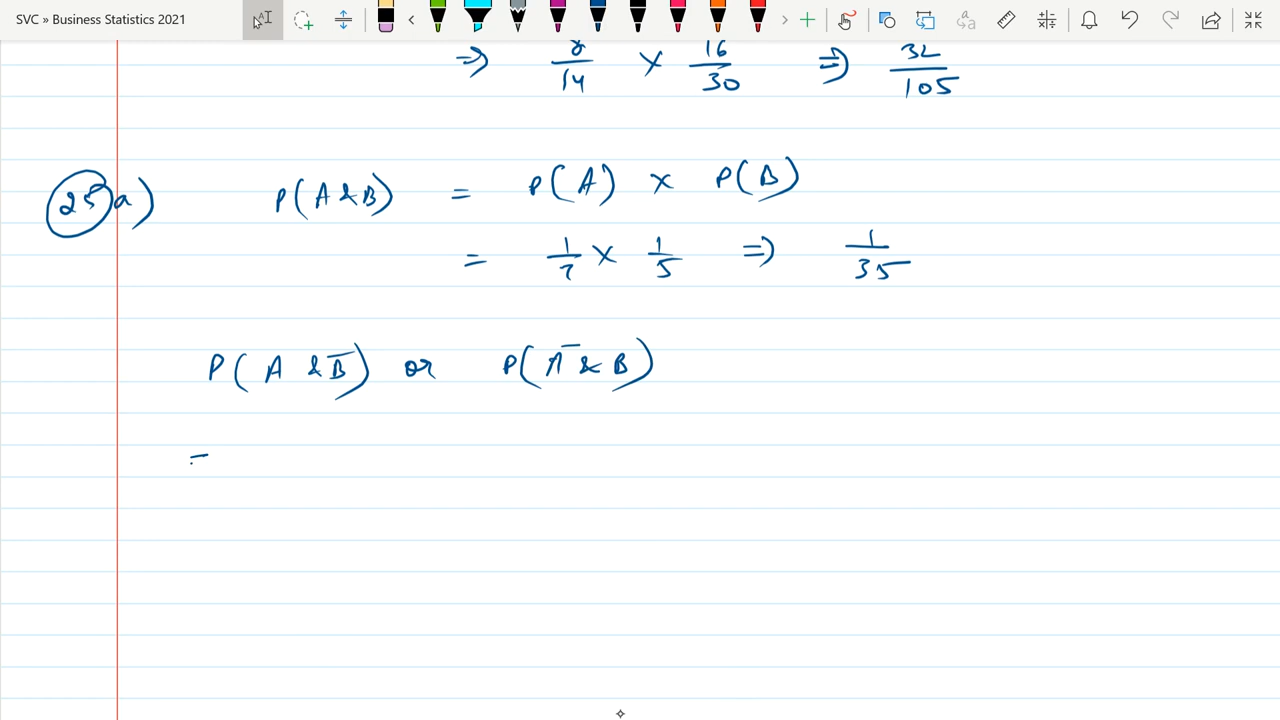 SVC » Business Statistics 2021
⇒ 8/14 × 16/30 ⇒ 32/105
25 a) P(A & B) = P(A) × P(B)
= 1/7 × 1/5 ⇒ 1/35
P(A & B̅) or P(A̅ & B)
=